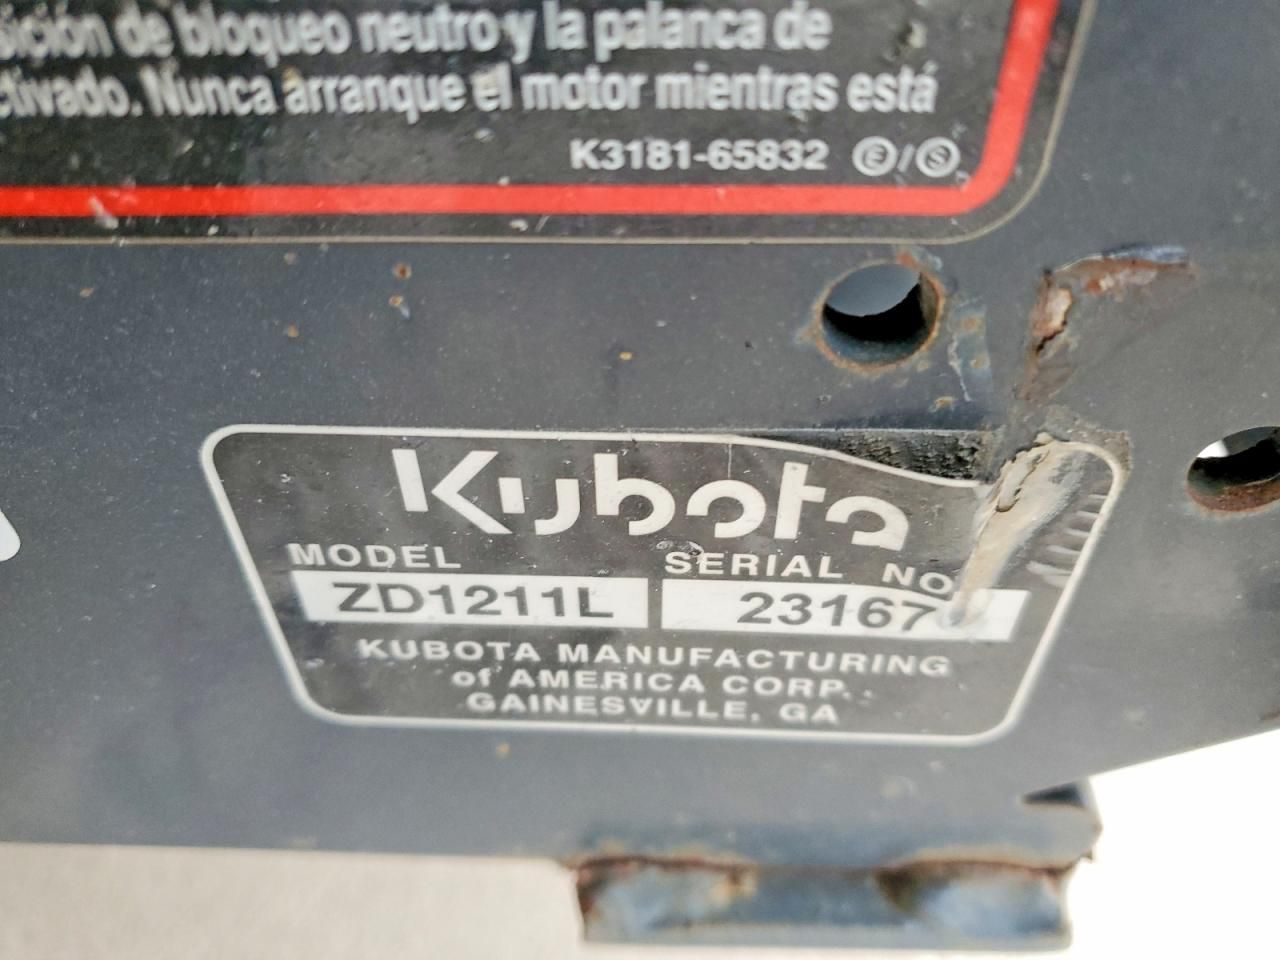 sición de bloqueo neutro y la palanca de
ctivado. Nunca arranque el motor mientras está
K3181-65832 Ⓔ/Ⓢ
Kubota
MODEL SERIAL NO
ZD1211L 23167
KUBOTA MANUFACTURING
of AMERICA CORP.
GAINESVILLE, GA